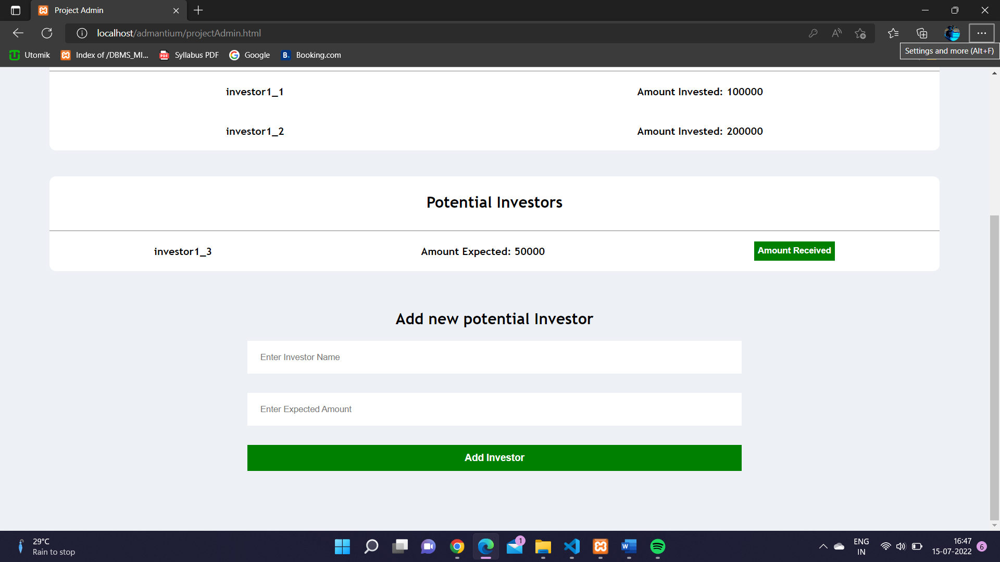 Project Admin
localhost/admantium/projectAdmin.html
Utomik
Index of /DBMS_MI...
Syllabus PDF
Google
B.
Booking.com
Settings and more (Alt+F)
investor1_1
Amount Invested: 100000
investor1_2
Amount Invested: 200000
Potential Investors
investor1_3
Amount Expected: 50000
Amount Received
Add new potential Investor
Enter Investor Name
Enter Expected Amount
Add Investor
29°C
Rain to stop
1
ENG
IN
16:47
15-07-2022
6